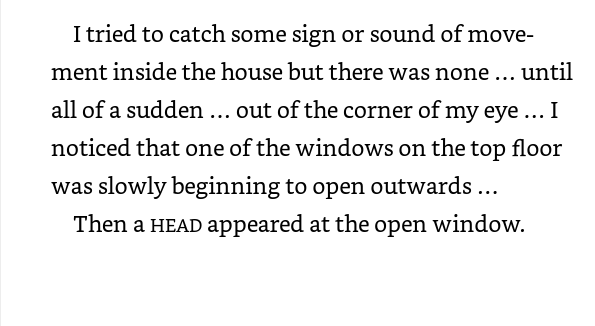 I tried to catch some sign or sound of move-
ment inside the house but there was none ... until
all of a sudden ... out of the corner of my eye ... I
noticed that one of the windows on the top floor
was slowly beginning to open outwards ...
Then a HEAD appeared at the open window.